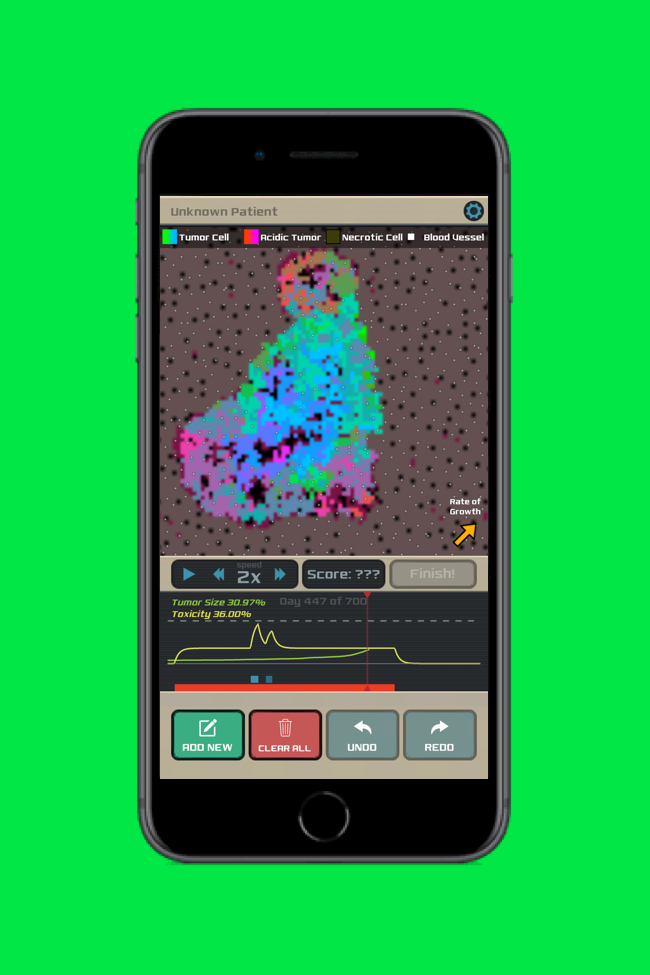 Unknown Patient
Tumor Cell Acidic Tumor Necrotic Cell Blood Vessel
Rate of
Growth
speed
2x
Score: ???
Finish!
Tumor Size 30.97% Day 447 of 700
Toxicity 36.00%
ADD NEW CLEAR ALL UNDO REDO